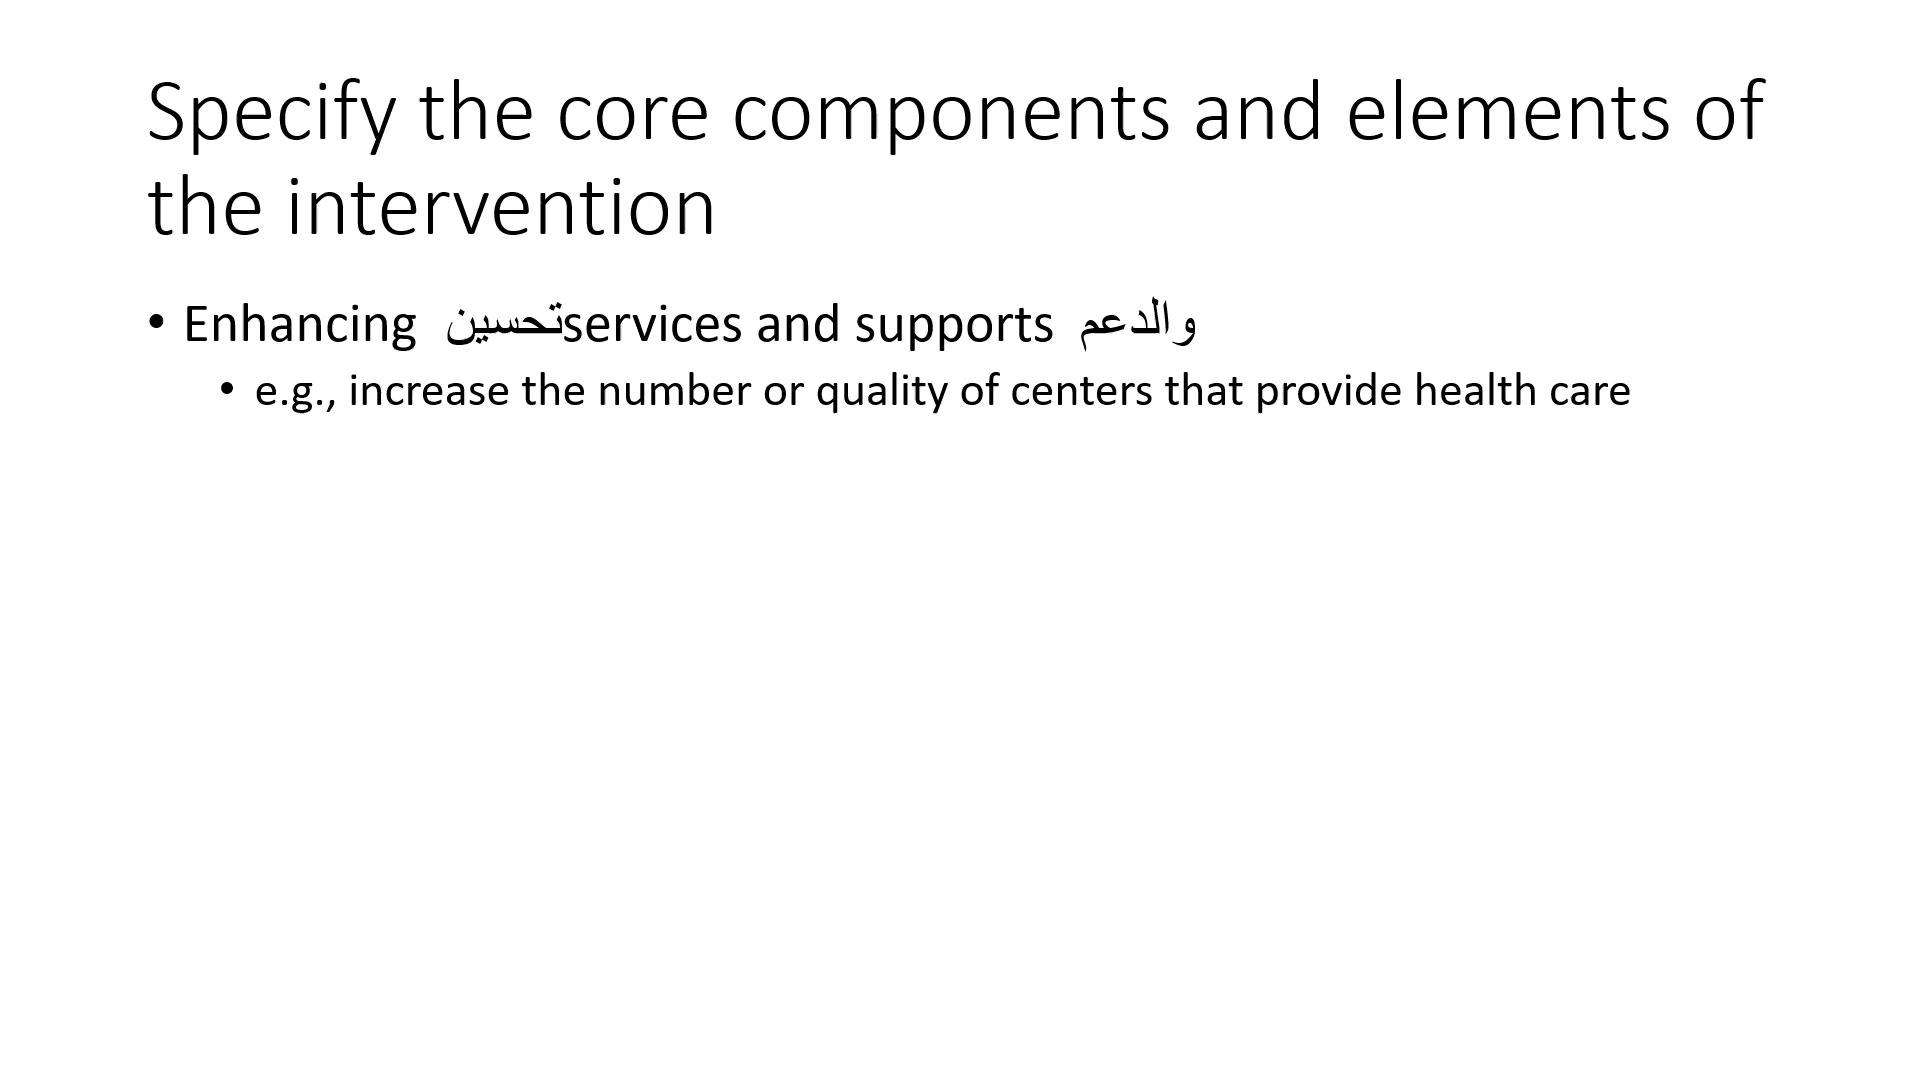 Specify the core components and elements of
the intervention
• Enhancing تحسين services and supports والدعم
• e.g., increase the number or quality of centers that provide health care